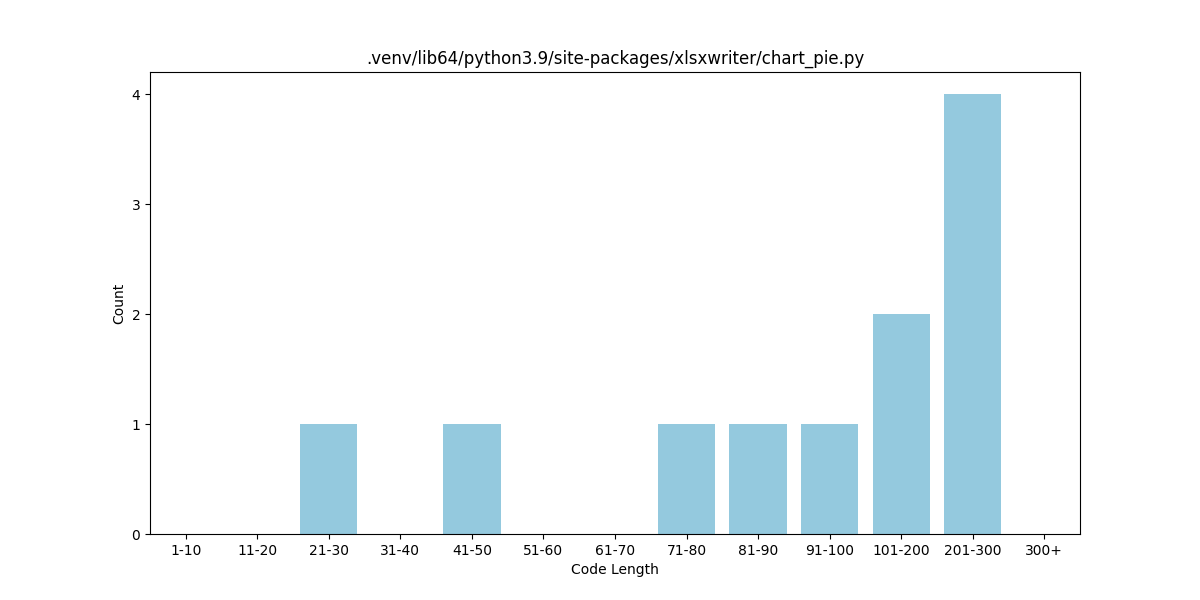 .venv/lib64/python3.9/site-packages/xlsxwriter/chart_pie.py
4
3
2
1
0
Count
1-10 11-20 21-30 31-40 41-50 51-60 61-70 71-80 81-90 91-100 101-200 201-300 300+
Code Length